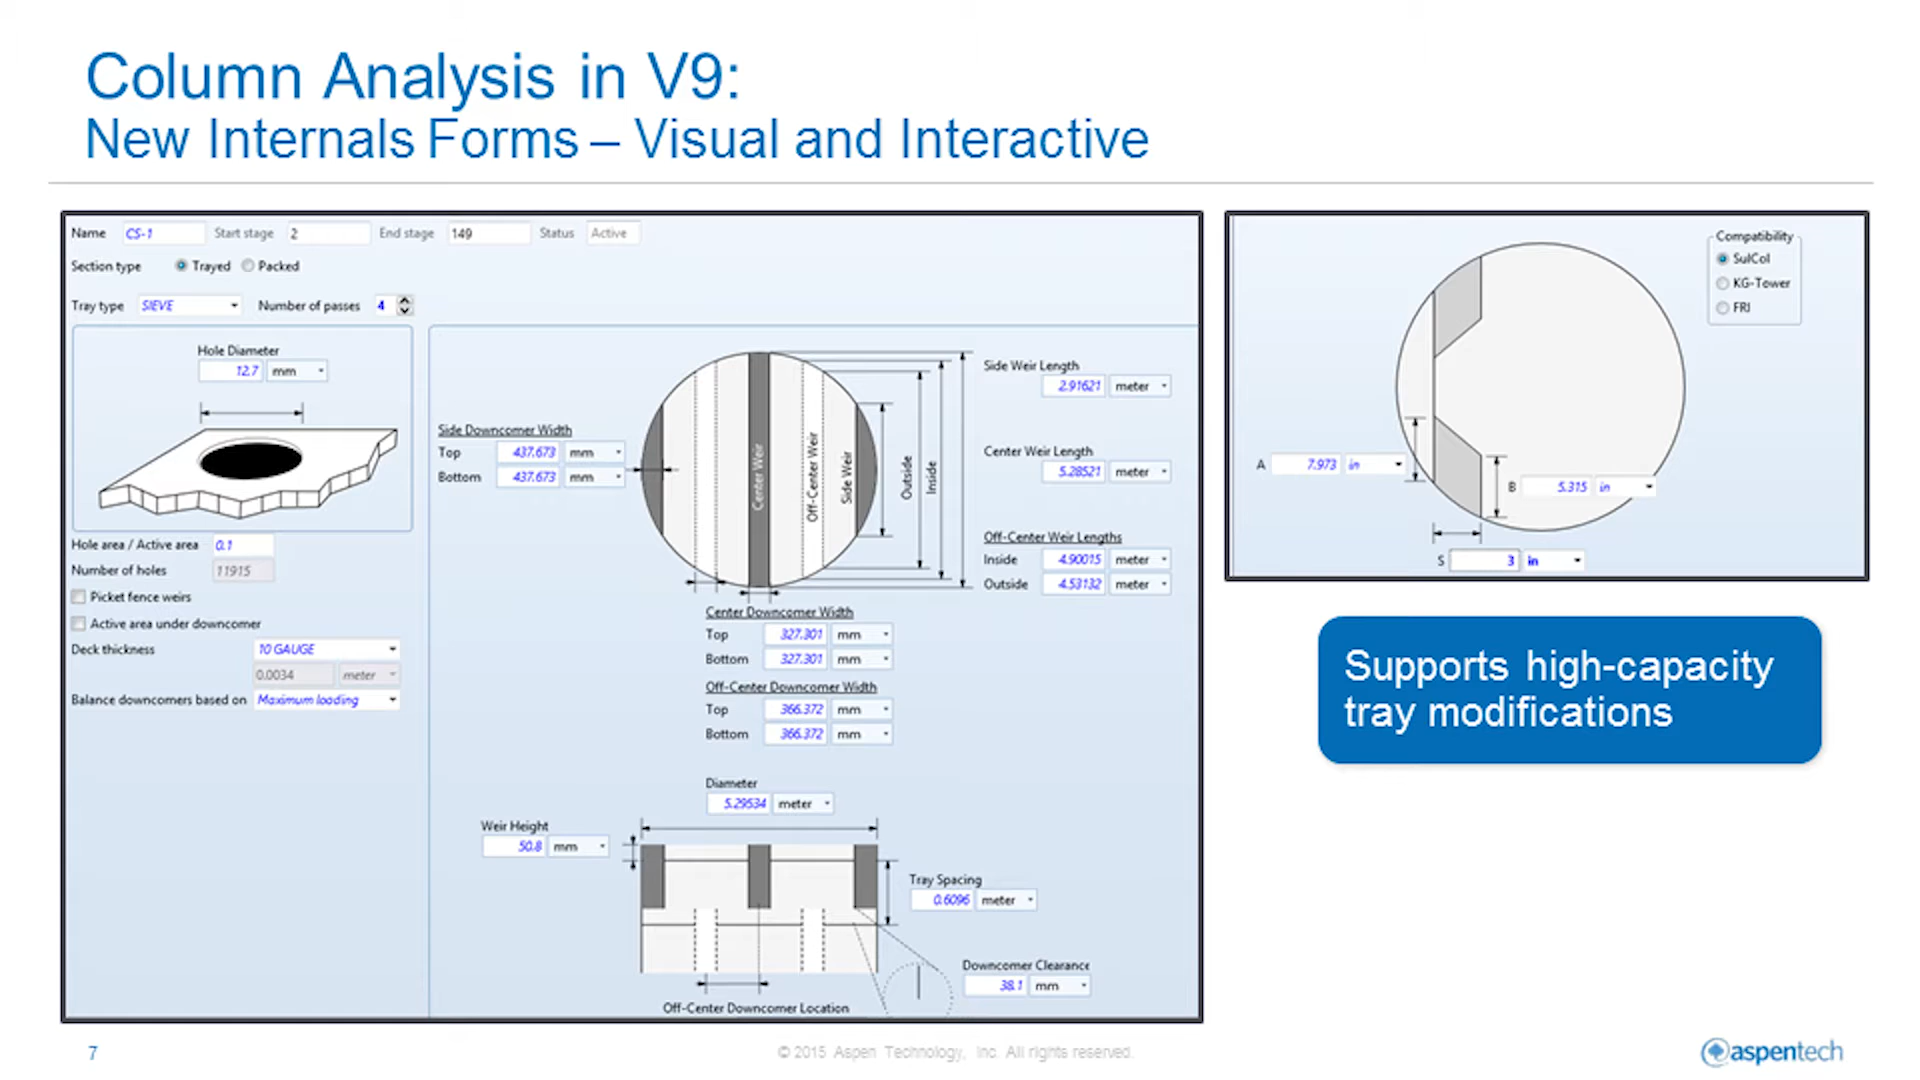 Column Analysis in V9:
New Internals Forms – Visual and Interactive
Name CS-1 Start stage 2 End stage 149 Status Active
Section type Trayed Packed
Tray type SIEVE Number of passes 4
Hole Diameter
12.7 mm
Hole area / Active area 0.1
Number of holes 11915
Picket fence weirs
Active area under downcomer
Deck thickness 10 GAUGE
0.0034 meter
Balance downcomers based on Maximum loading
Side Downcomer Width
Top 437.673 mm
Bottom 437.673 mm
Center Weir
Off-Center Weir
Side Weir
Outside
Inside
Side Weir Length
2.91621 meter
Center Weir Length
5.28521 meter
Off-Center Weir Lengths
Inside 4.90015 meter
Outside 4.53132 meter
Center Downcomer Width
Top 327.301 mm
Bottom 327.301 mm
Off-Center Downcomer Width
Top 366.372 mm
Bottom 366.372 mm
Diameter
5.29534 meter
Weir Height
50.8 mm
Tray Spacing
0.6096 meter
Downcomer Clearance
38.1 mm
Off-Center Downcomer Location
Compatibility
SulCol
KG-Tower
FRI
A 7.973 in
B 5.315 in
S 3 in
Supports high-capacity
tray modifications
7
© 2015 Aspen Technology, Inc. All rights reserved.
aspentech